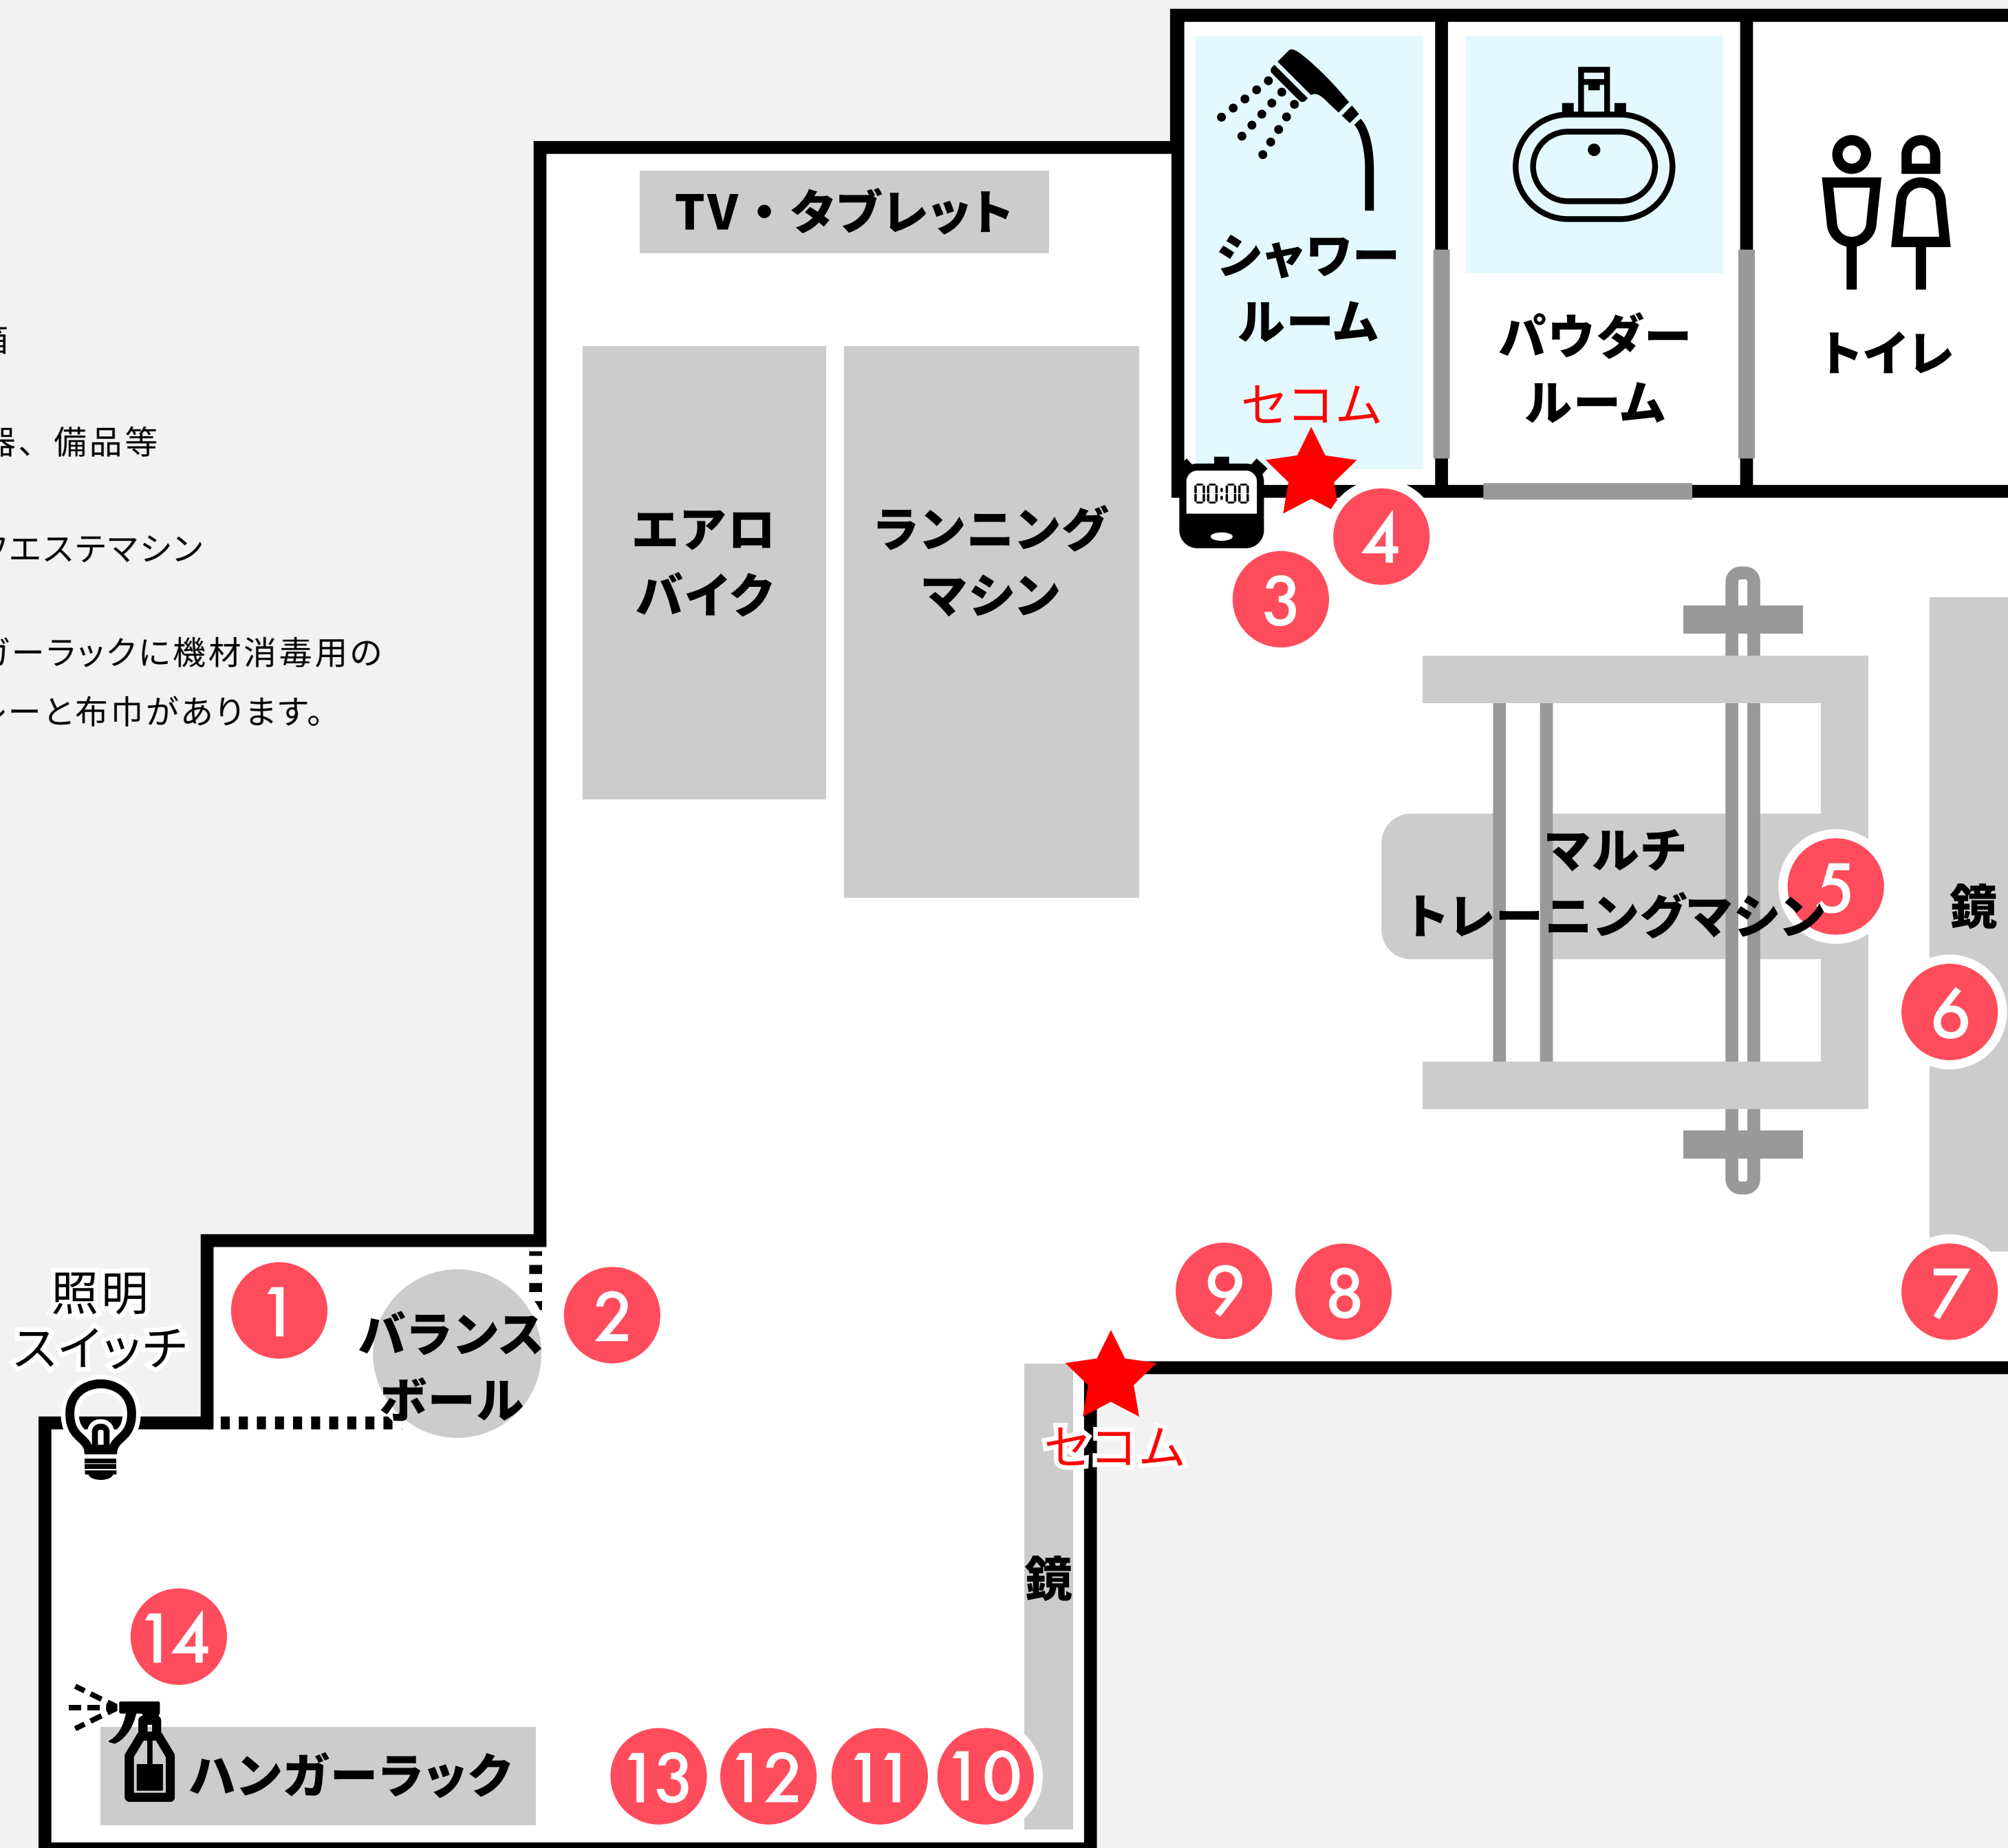 TV・タブレット
シャワー
ルーム
セコム
パウダー
ルーム
トイレ
00:00
、備品等
エステマシン
ーラックに機材消毒用の
ーと布巾があります。
エアロ
バイク
ランニング
マシン
4
3
マルチ
トレーニングマシン
5
鏡
6
照明
スイッチ
1
バランス
ボール
2
9
8
7
セコム
鏡
14
ハンガーラック
13
12
11
10